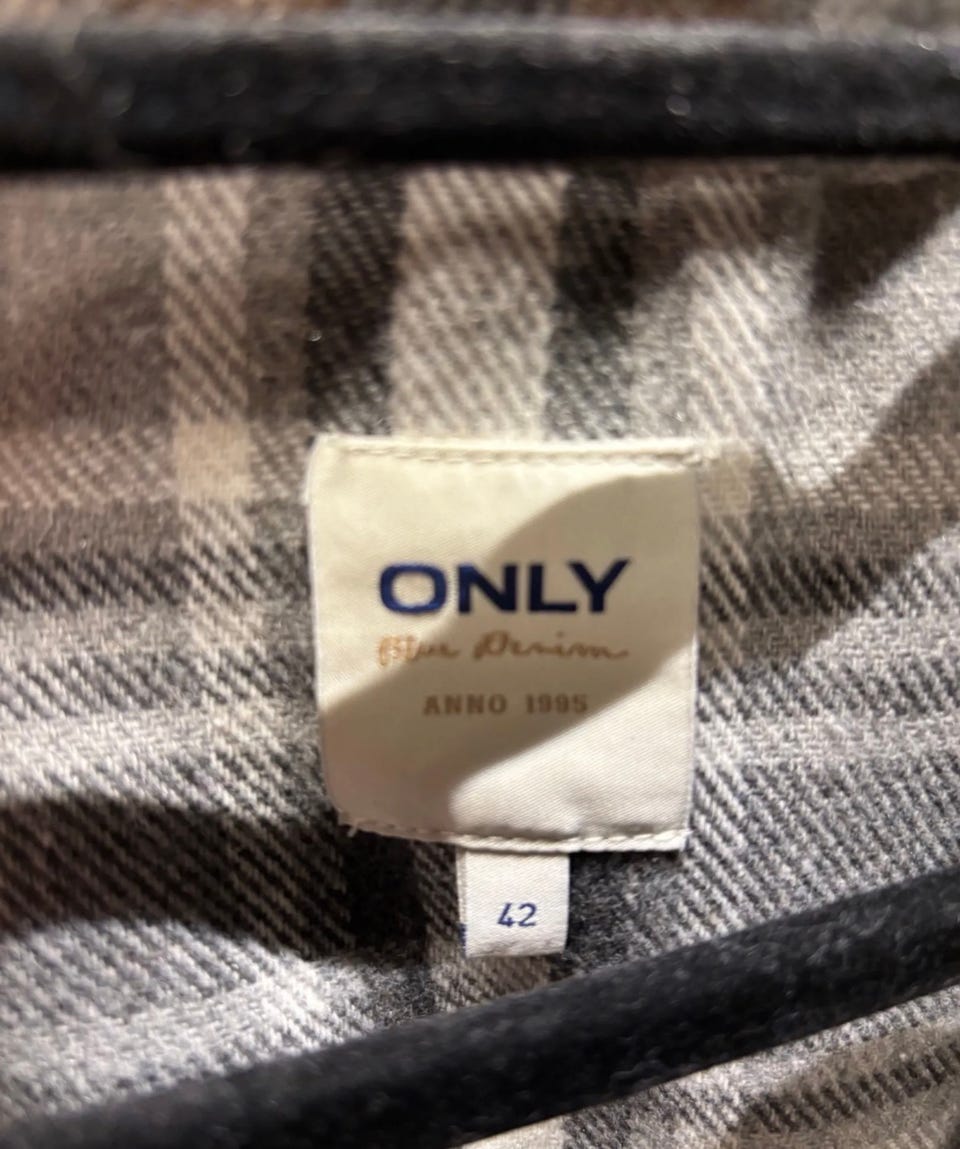 ONLY
Blue Denim
ANNO 1995
42